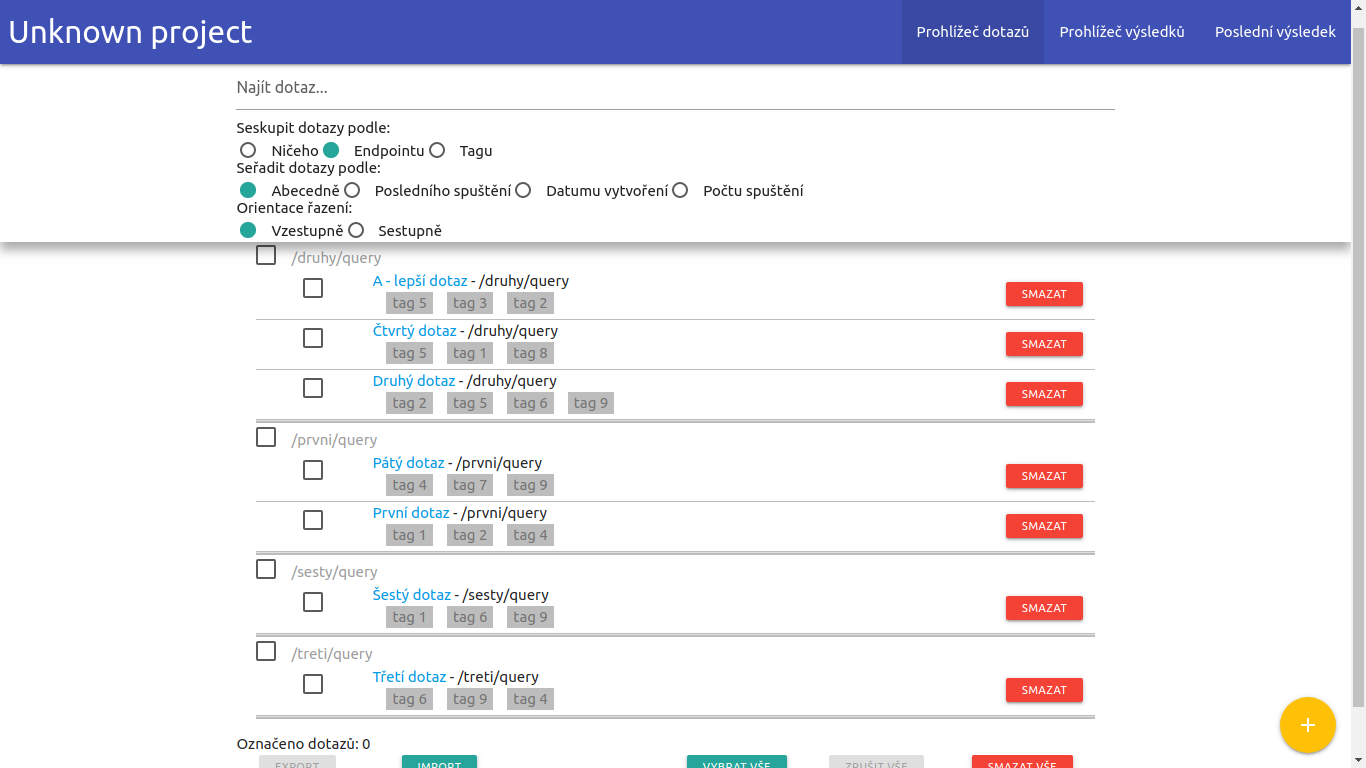 Unknown project Prohlížeč dotazů Prohlížeč výsledků Poslední výsledek
Najít dotaz...
Seskupit dotazy podle:
Ničeho Endpointu Tagu
Seřadit dotazy podle:
Abecedně Posledního spuštění Datumu vytvoření Počtu spuštění
Orientace řazení:
Vzestupně Sestupně
/druhy/query
A - lepší dotaz - /druhy/query
SMAZAT
tag 5 tag 3 tag 2
Čtvrtý dotaz - /druhy/query
SMAZAT
tag 5 tag 1 tag 8
Druhý dotaz - /druhy/query
SMAZAT
tag 2 tag 5 tag 6 tag 9
/prvni/query
Pátý dotaz - /prvni/query
SMAZAT
tag 4 tag 7 tag 9
První dotaz - /prvni/query
SMAZAT
tag 1 tag 2 tag 4
/sesty/query
Šestý dotaz - /sesty/query
SMAZAT
tag 1 tag 6 tag 9
/treti/query
Třetí dotaz - /treti/query
SMAZAT
tag 6 tag 9 tag 4
+
Označeno dotazů: 0
EXPORT IMPORT VYBRAT VŠE ZRUŠIT VŠE SMAZAT VŠE